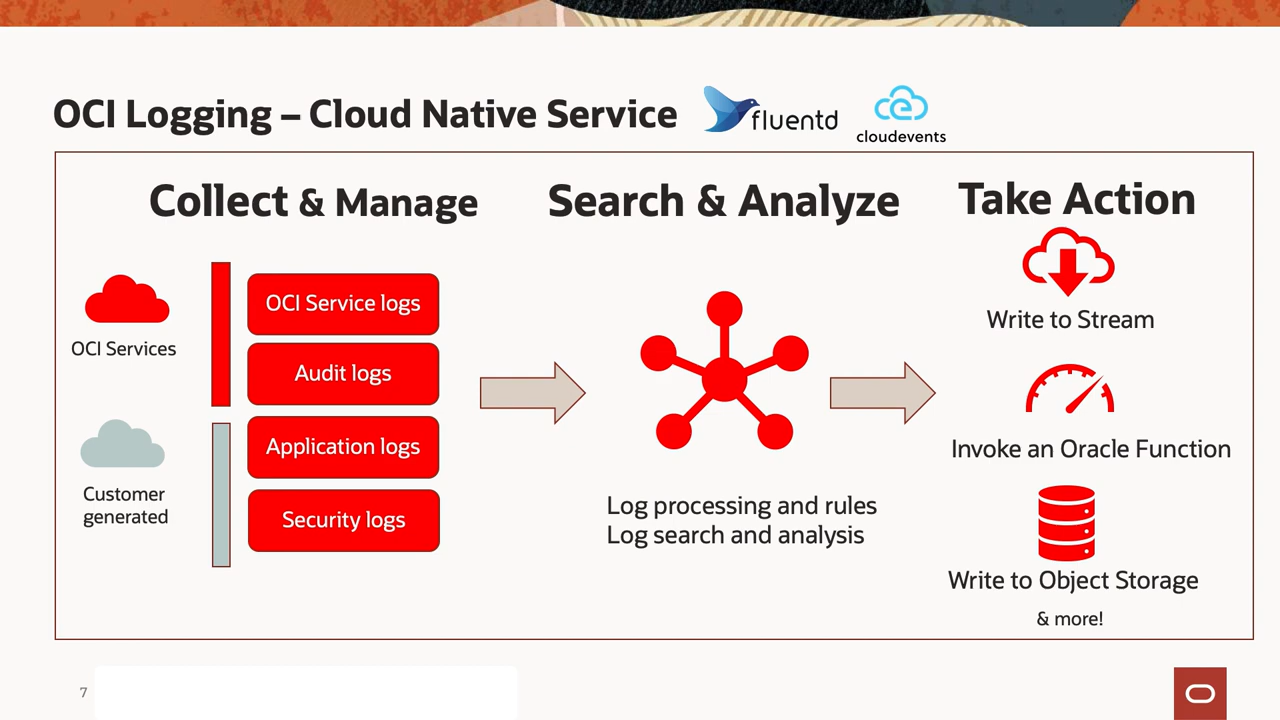 OCI Logging – Cloud Native Service
fluentd
cloudevents
Collect & Manage
OCI Services
Customer
generated
OCI Service logs
Audit logs
Application logs
Security logs
Search & Analyze
Log processing and rules
Log search and analysis
Take Action
Write to Stream
Invoke an Oracle Function
Write to Object Storage
& more!
7